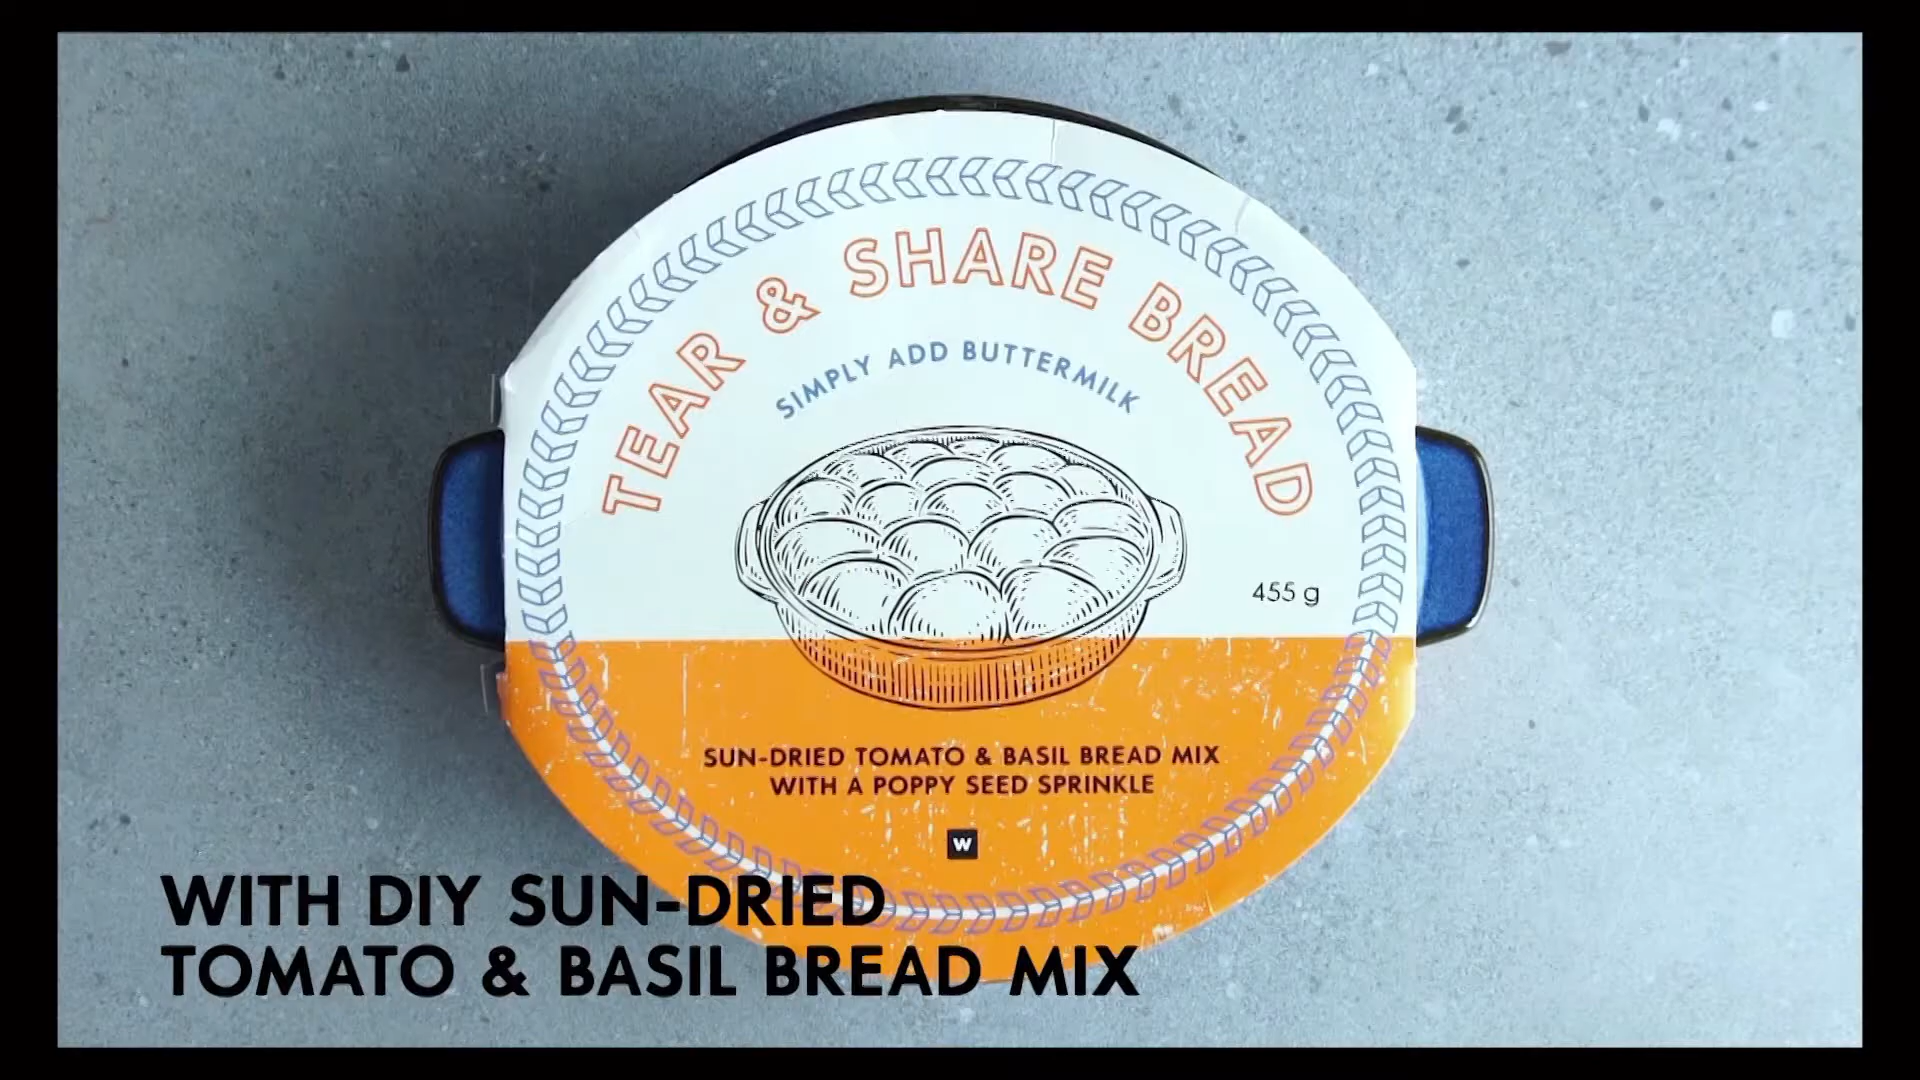 TEAR & SHARE BREAD
SIMPLY ADD BUTTERMILK
455 g
SUN-DRIED TOMATO & BASIL BREAD MIX
WITH A POPPY SEED SPRINKLE
W
WITH DIY SUN-DRIED
TOMATO & BASIL BREAD MIX